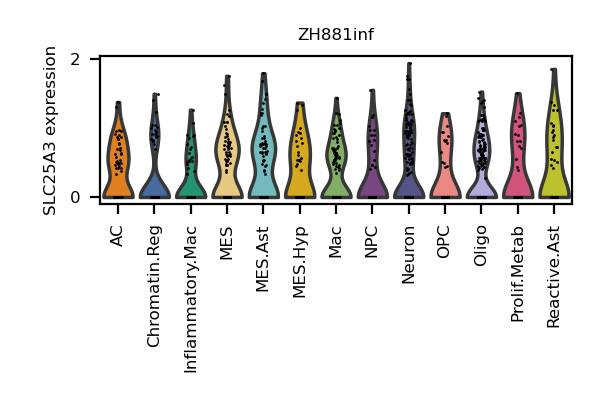 ZH881inf
SLC25A3 expression
2
0
AC
Chromatin.Reg
Inflammatory.Mac
MES
MES.Ast
MES.Hyp
Mac
NPC
Neuron
OPC
Oligo
Prolif.Metab
Reactive.Ast